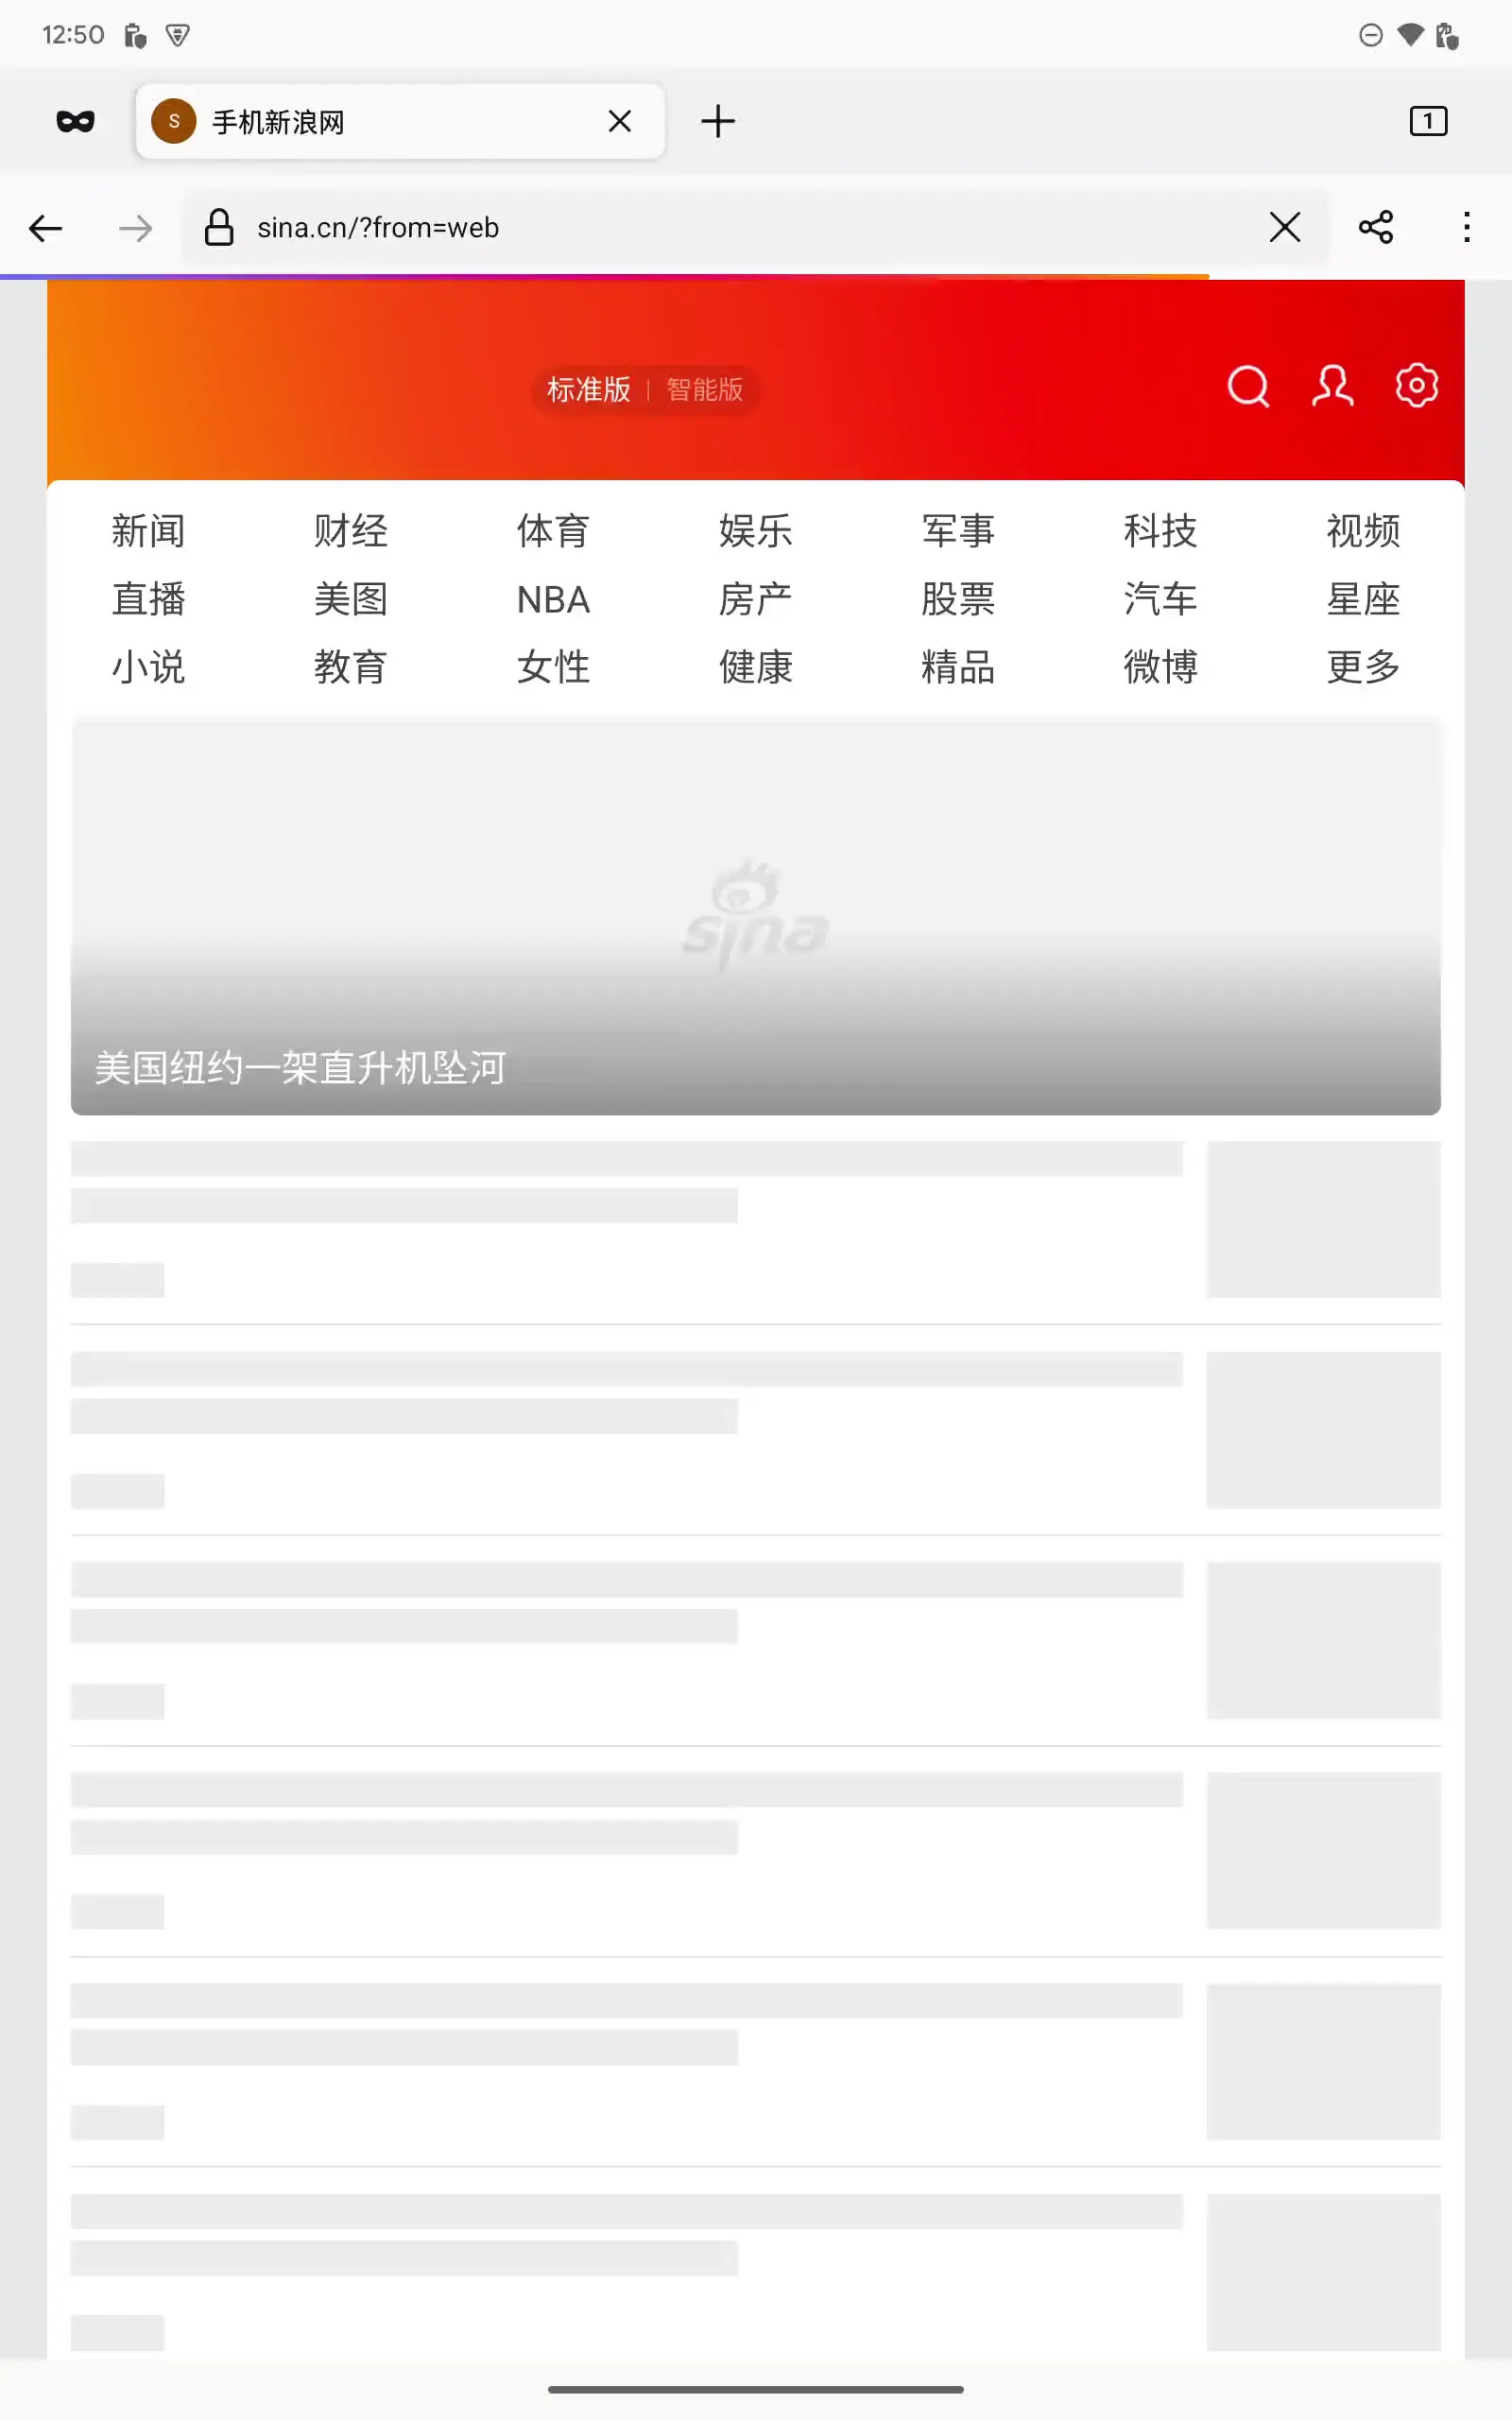 12:50
S 手机新浪网
1
sina.cn/?from=web
标准版 | 智能版
新闻 财经 体育 娱乐 军事 科技 视频
直播 美图 NBA 房产 股票 汽车 星座
小说 教育 女性 健康 精品 微博 更多
sina
美国纽约一架直升机坠河